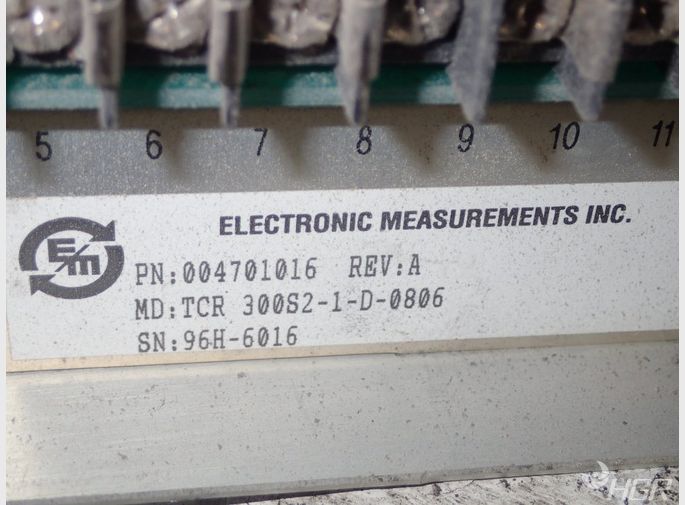 5 6 7 8 9 10 11
ELECTRONIC MEASUREMENTS INC.
E/M
PN:004701016 REV:A
MD:TCR 300S2-1-D-0806
SN:96H-6016
HGR